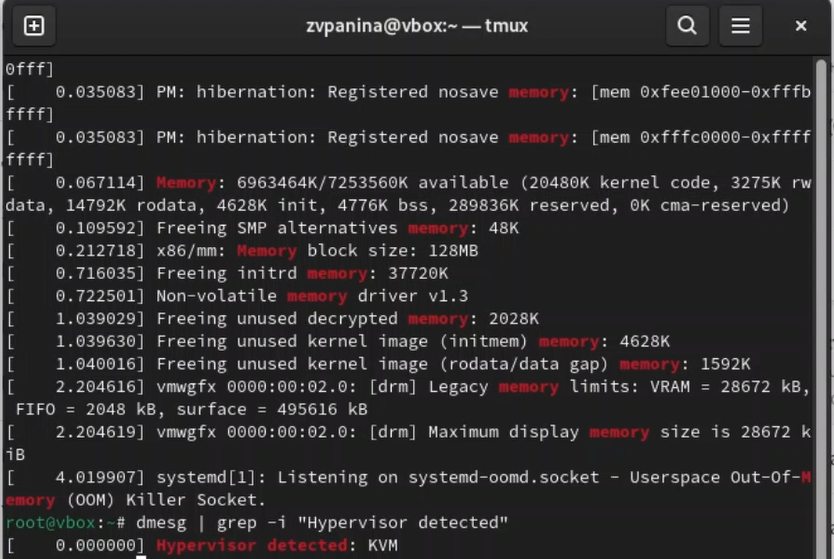 zvpanina@vbox:~ — tmux
0fff]
[    0.035083] PM: hibernation: Registered nosave memory: [mem 0xfee01000-0xfffb
ffff]
[    0.035083] PM: hibernation: Registered nosave memory: [mem 0xfffc0000-0xffff
ffff]
[    0.067114] Memory: 6963464K/7253560K available (20480K kernel code, 3275K rw
data, 14792K rodata, 4628K init, 4776K bss, 289836K reserved, 0K cma-reserved)
[    0.109592] Freeing SMP alternatives memory: 48K
[    0.212718] x86/mm: Memory block size: 128MB
[    0.716035] Freeing initrd memory: 37720K
[    0.722501] Non-volatile memory driver v1.3
[    1.039029] Freeing unused decrypted memory: 2028K
[    1.039630] Freeing unused kernel image (initmem) memory: 4628K
[    1.040016] Freeing unused kernel image (rodata/data gap) memory: 1592K
[    2.204616] vmwgfx 0000:00:02.0: [drm] Legacy memory limits: VRAM = 28672 kB,
 FIFO = 2048 kB, surface = 495616 kB
[    2.204619] vmwgfx 0000:00:02.0: [drm] Maximum display memory size is 28672 k
iB
[    4.019907] systemd[1]: Listening on systemd-oomd.socket - Userspace Out-Of-M
emory (OOM) Killer Socket.
root@vbox:~# dmesg | grep -i "Hypervisor detected"
[    0.000000] Hypervisor detected: KVM